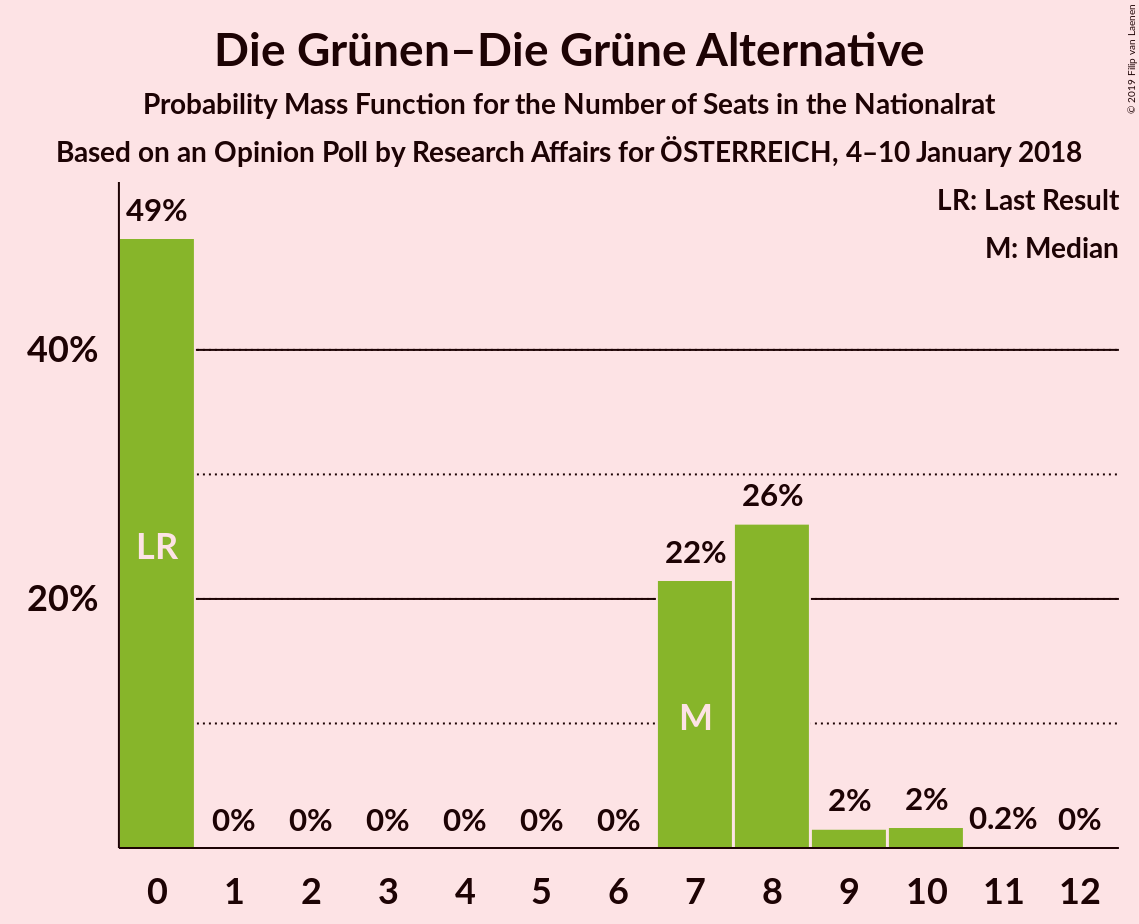 Die Grünen–Die Grüne Alternative
Probability Mass Function for the Number of Seats in the Nationalrat
Based on an Opinion Poll by Research Affairs for ÖSTERREICH, 4–10 January 2018
© 2019 Filip van Laenen
LR: Last Result
M: Median
49%
40%
26%
22%
LR
20%
M
0% 0% 0% 0% 0% 0% 2% 2% 0.2% 0%
0 1 2 3 4 5 6 7 8 9 10 11 12